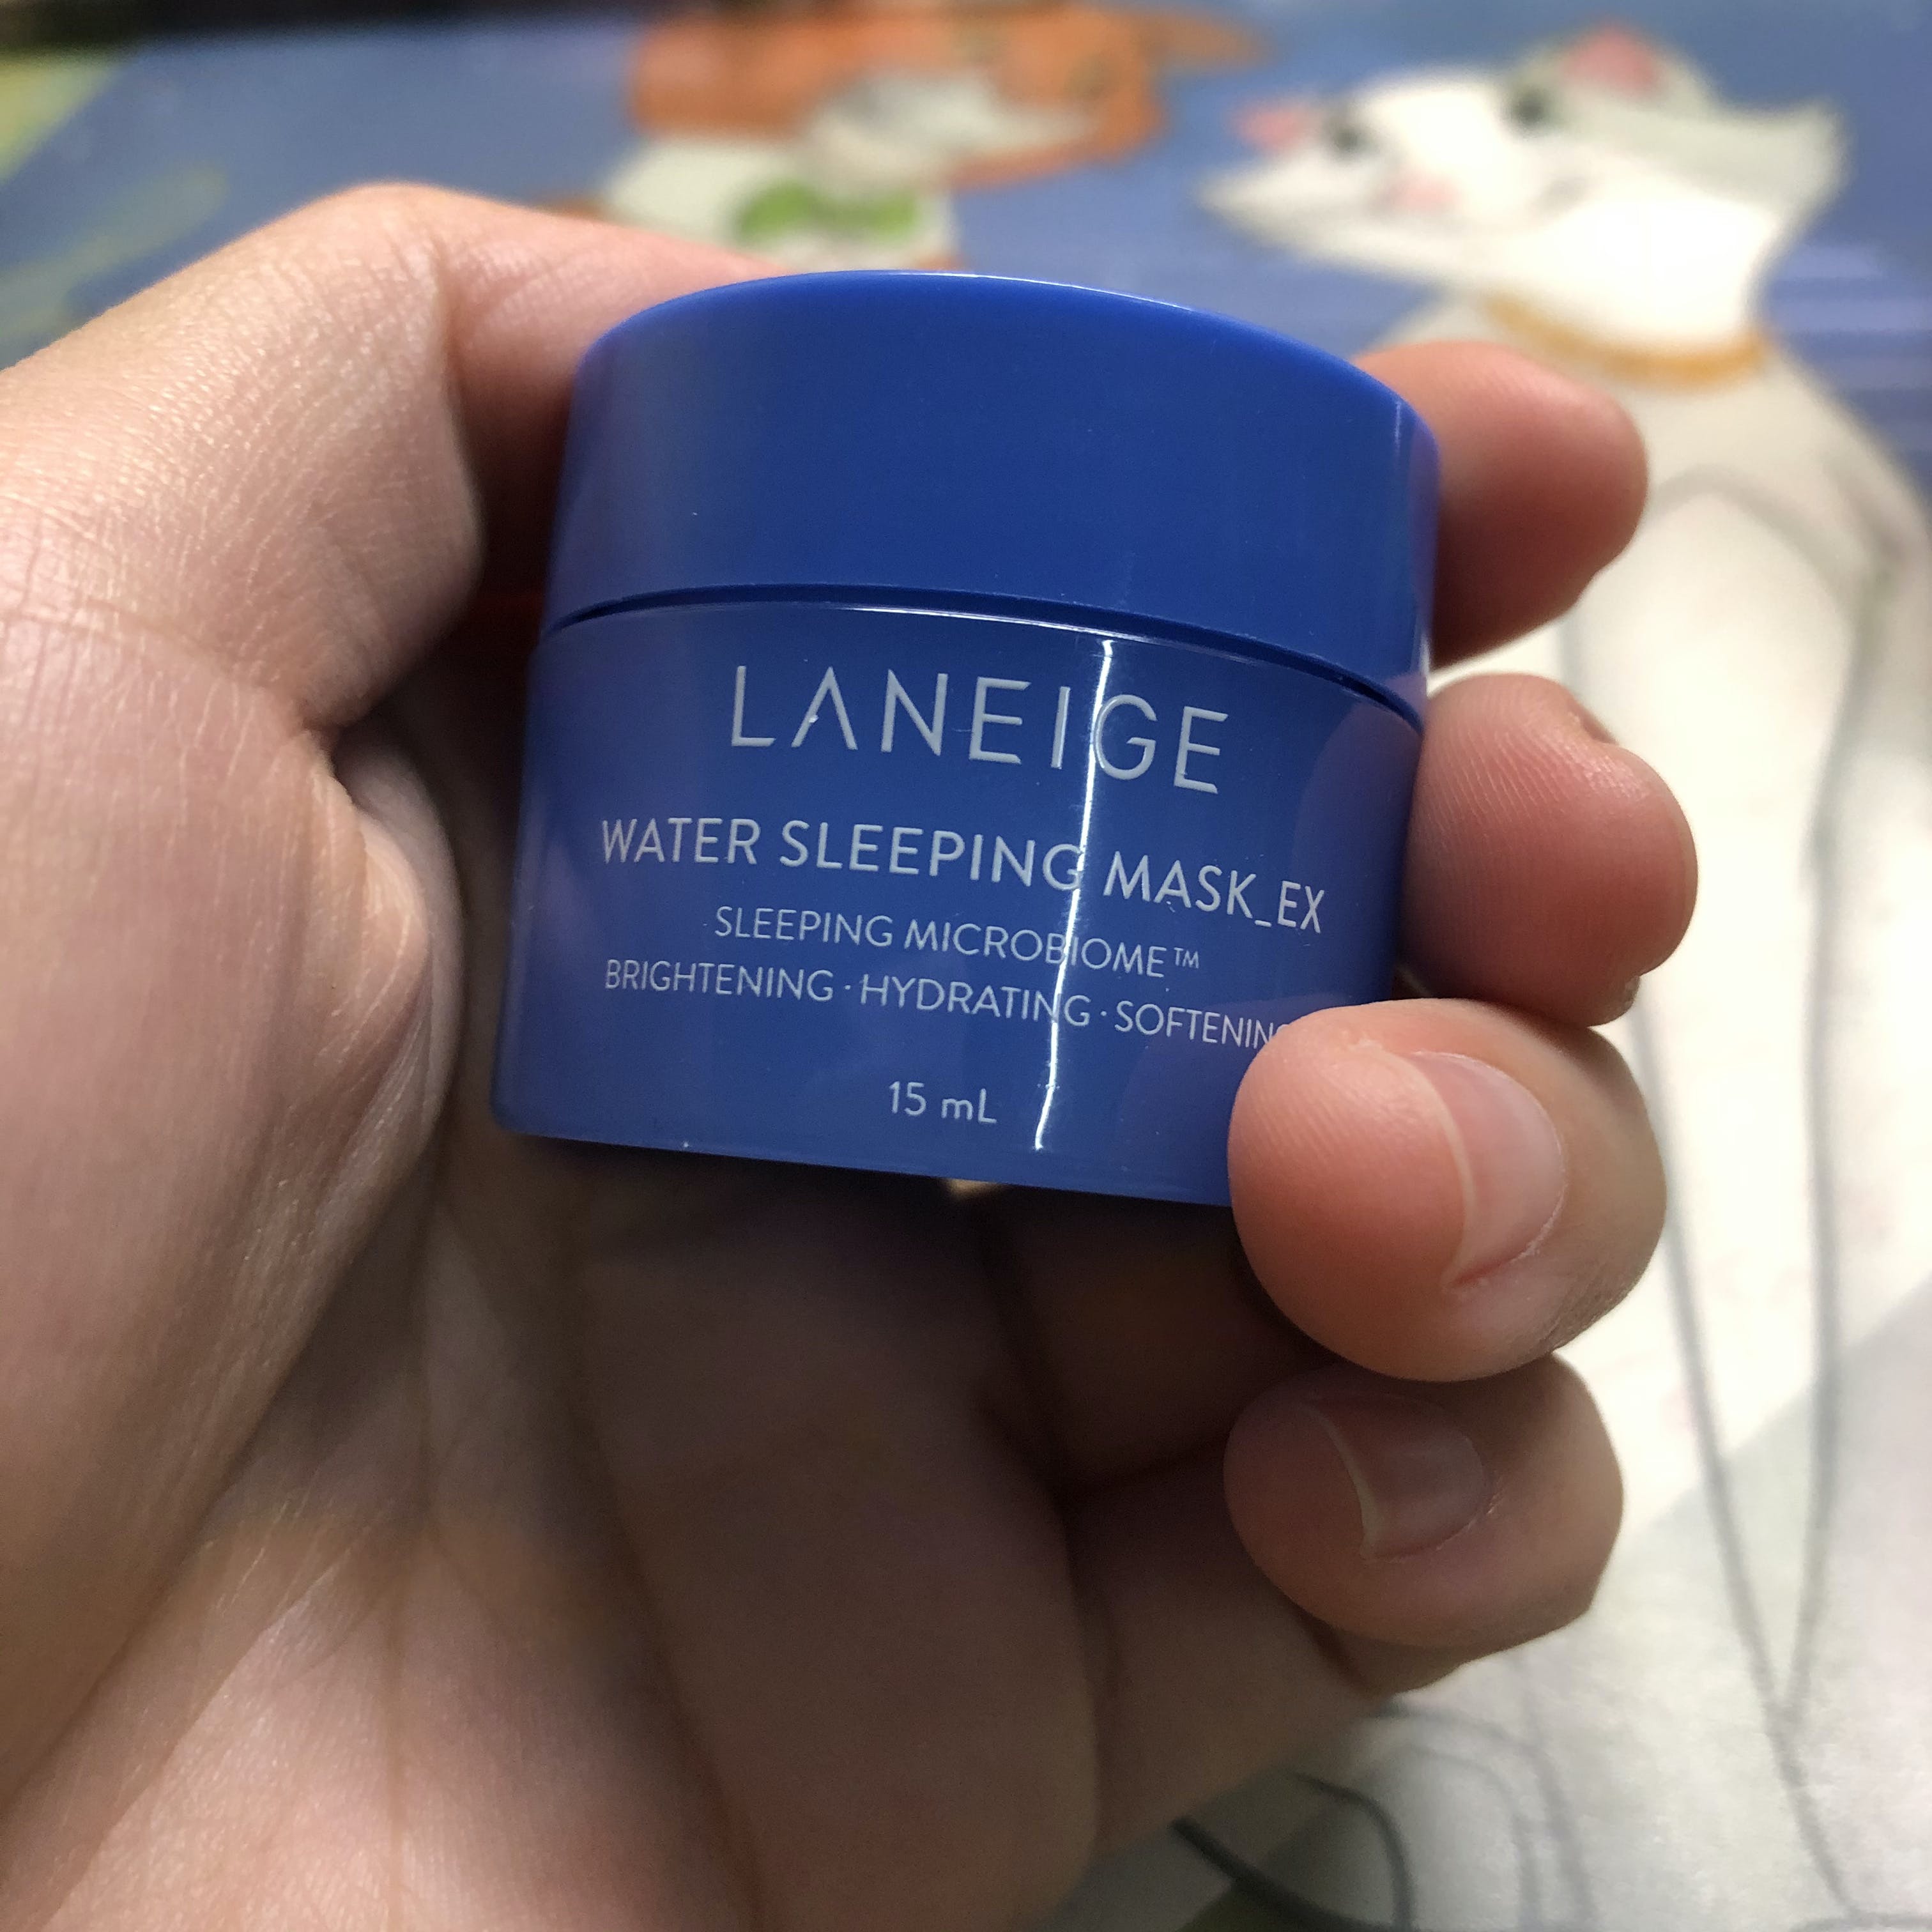 LANEIGE
WATER SLEEPING MASK_EX
SLEEPING MICROBIOME™
BRIGHTENING · HYDRATING · SOFTENING
15 mL